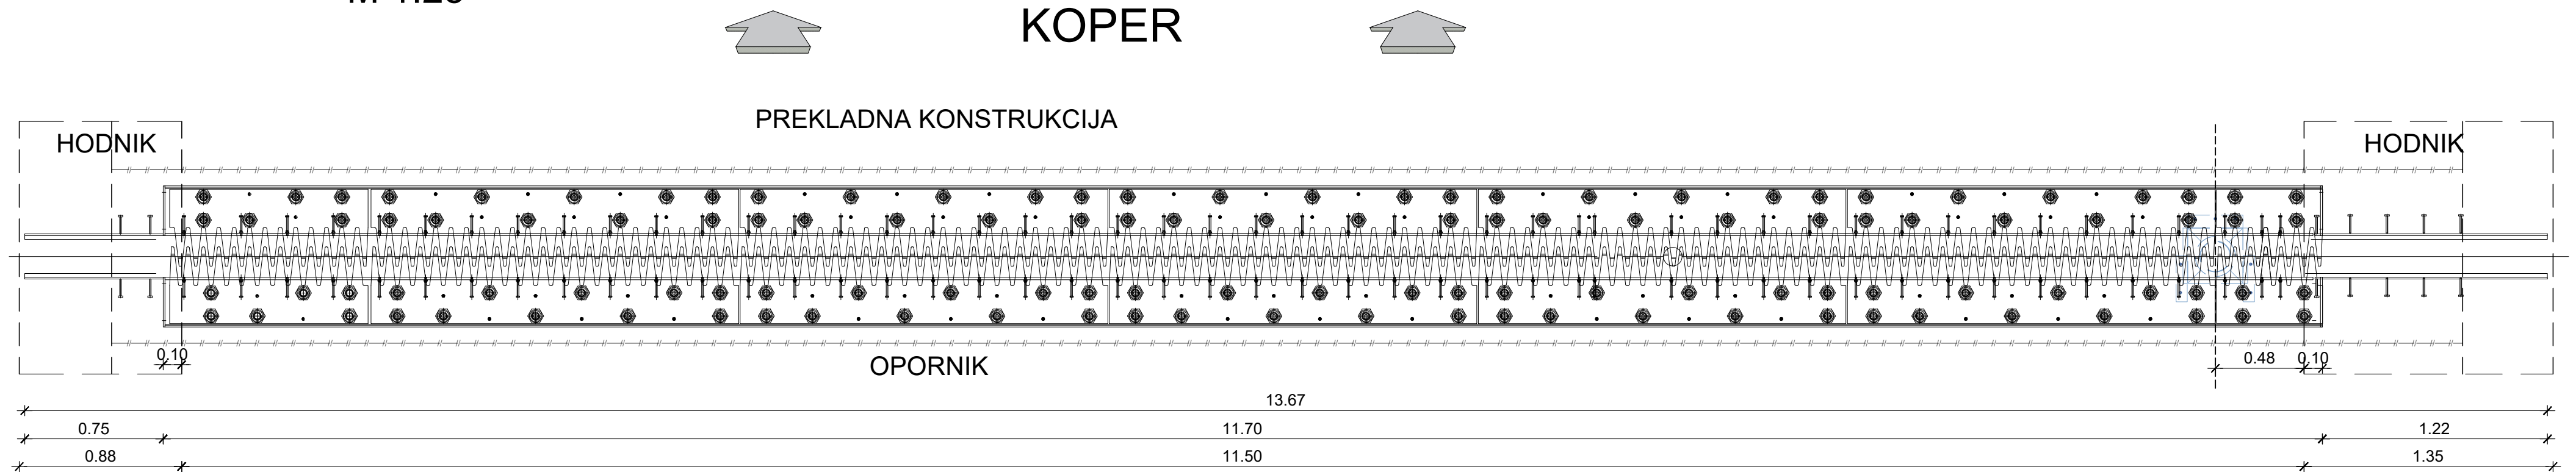 KOPER
PREKLADNA KONSTRUKCIJA
HODNIK
HODNIK
0.10
OPORNIK
0.48
0.10
13.67
0.75
11.70
1.22
0.88
11.50
1.35